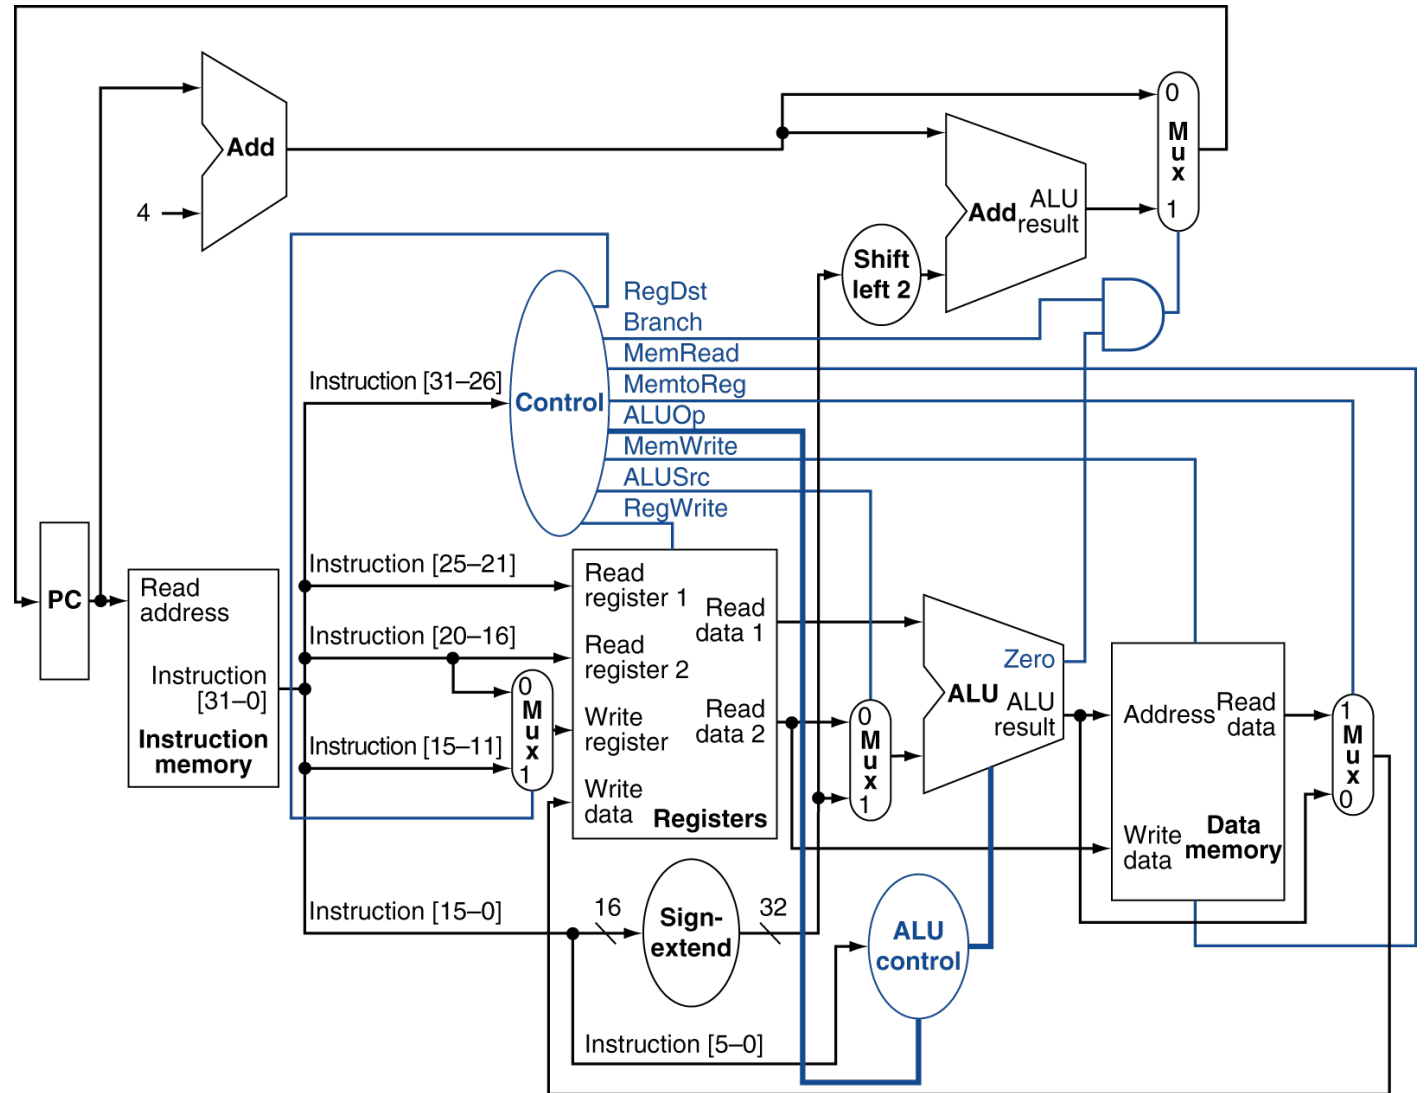 0
M
u
x
1
Add
4
Add
ALU
result
Shift
left 2
RegDst
Branch
MemRead
MemtoReg
ALUOp
MemWrite
ALUSrc
RegWrite
Control
Instruction [31–26]
Instruction [25–21]
Instruction [20–16]
Instruction [15–11]
Instruction [15–0]
Instruction [5–0]
PC
Read
address
Instruction
[31–0]
Instruction
memory
0
M
u
x
1
Read
register 1
Read
register 2
Write
register
Write
data
Read
data 1
Read
data 2
Registers
0
M
u
x
1
Zero
ALU
ALU
result
Address
Read
data
Write
data
Data
memory
1
M
u
x
0
16
Sign-
extend
32
ALU
control